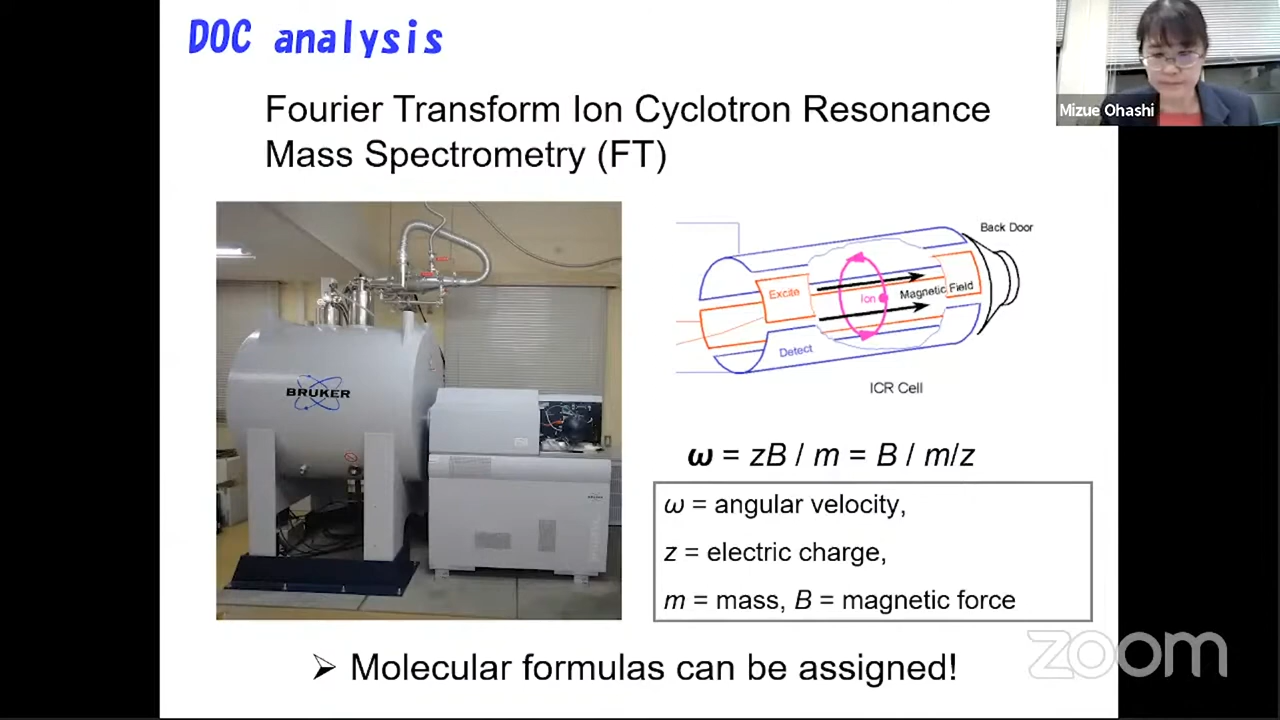 DOC analysis
Mizue Ohashi
Fourier Transform Ion Cyclotron Resonance
Mass Spectrometry (FT)
BRUKER
BRUKER
Back Door
Excite
Ion
Magnetic Field
Detect
ICR Cell
ω = zB / m = B / m/z
ω = angular velocity,
z = electric charge,
m = mass, B = magnetic force
➢ Molecular formulas can be assigned!
zoom